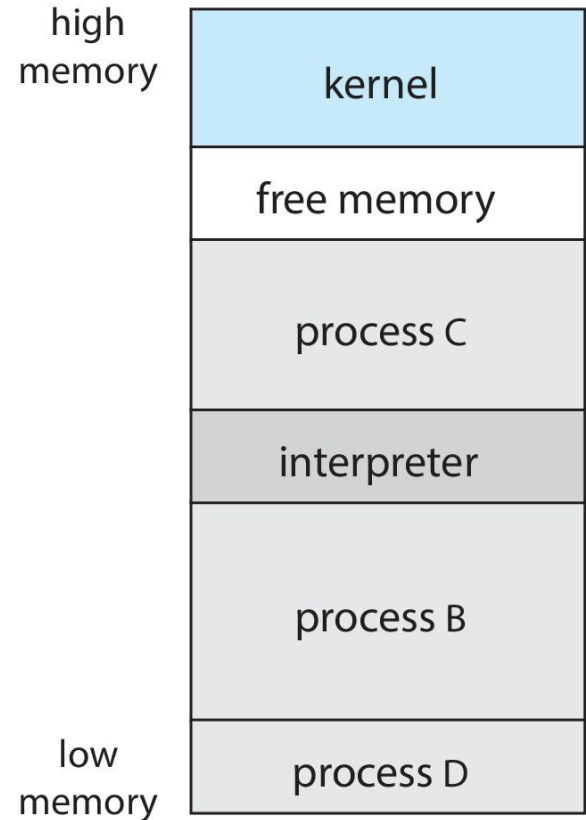 high
memory
kernel
free memory
process C
interpreter
process B
low
memory
process D